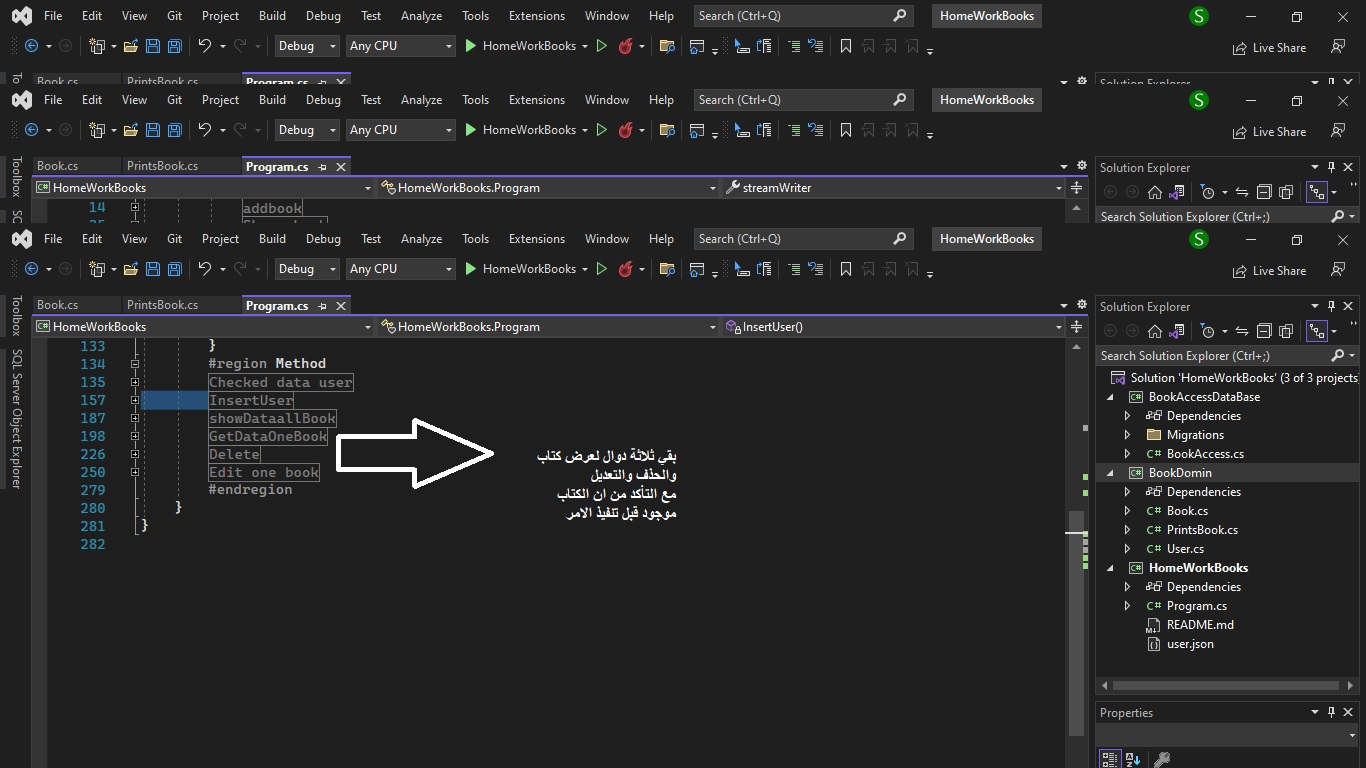 File Edit View Git Project Build Debug Test Analyze Tools Extensions Window Help Search (Ctrl+Q) HomeWorkBooks S
Debug Any CPU HomeWorkBooks Live Share
Book.cs PrintsBook.cs Program.cs Solution Explorer
File Edit View Git Project Build Debug Test Analyze Tools Extensions Window Help Search (Ctrl+Q) HomeWorkBooks S
Debug Any CPU HomeWorkBooks Live Share
Toolbox Book.cs PrintsBook.cs Program.cs Solution Explorer
HomeWorkBooks HomeWorkBooks.Program streamWriter
14 addbook Search Solution Explorer (Ctrl+;)
File Edit View Git Project Build Debug Test Analyze Tools Extensions Window Help Search (Ctrl+Q) HomeWorkBooks S
Debug Any CPU HomeWorkBooks Live Share
Book.cs PrintsBook.cs Program.cs
HomeWorkBooks HomeWorkBooks.Program InsertUser()
Toolbox
SQL Server Object Explorer
133 }
134 #region Method
135 Checked data user
157 InsertUser
187 showDataallBook
198 GetDataOneBook
226 Delete
250 Edit one book
279 #endregion
280 }
281 }
282
بقي ثلاثة دوال لعرض كتاب
والحذف والتعديل
مع التأكد من ان الكتاب
موجود قبل تنفيذ الامر
Solution Explorer
Search Solution Explorer (Ctrl+;)
Solution 'HomeWorkBooks' (3 of 3 projects)
BookAccessDataBase
Dependencies
Migrations
BookAccess.cs
BookDomin
Dependencies
Book.cs
PrintsBook.cs
User.cs
HomeWorkBooks
Dependencies
Program.cs
README.md
user.json
Properties